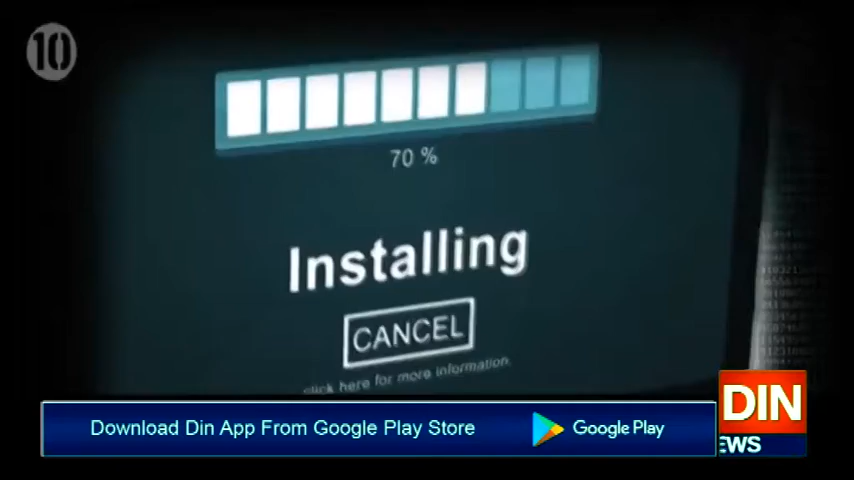 10
70 %
Installing
CANCEL
click here for more information.
Download Din App From Google Play Store
Google Play
DIN
EWS